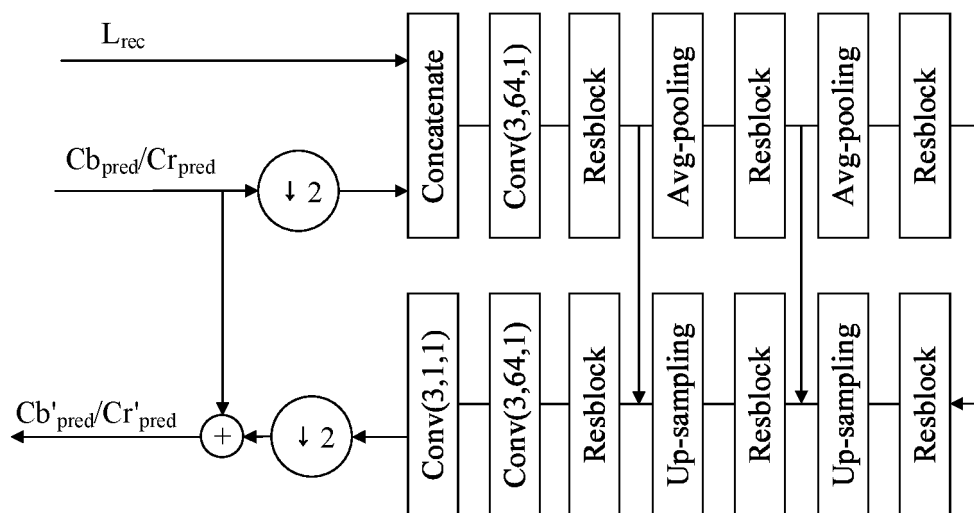 L_rec
Cb_pred/Cr_pred
↓ 2
Concatenate
Conv(3,64,1)
Resblock
Avg-pooling
Resblock
Avg-pooling
Resblock
Cb'_pred/Cr'_pred
+
↓ 2
Conv(3,1,1)
Conv(3,64,1)
Resblock
Up-sampling
Resblock
Up-sampling
Resblock